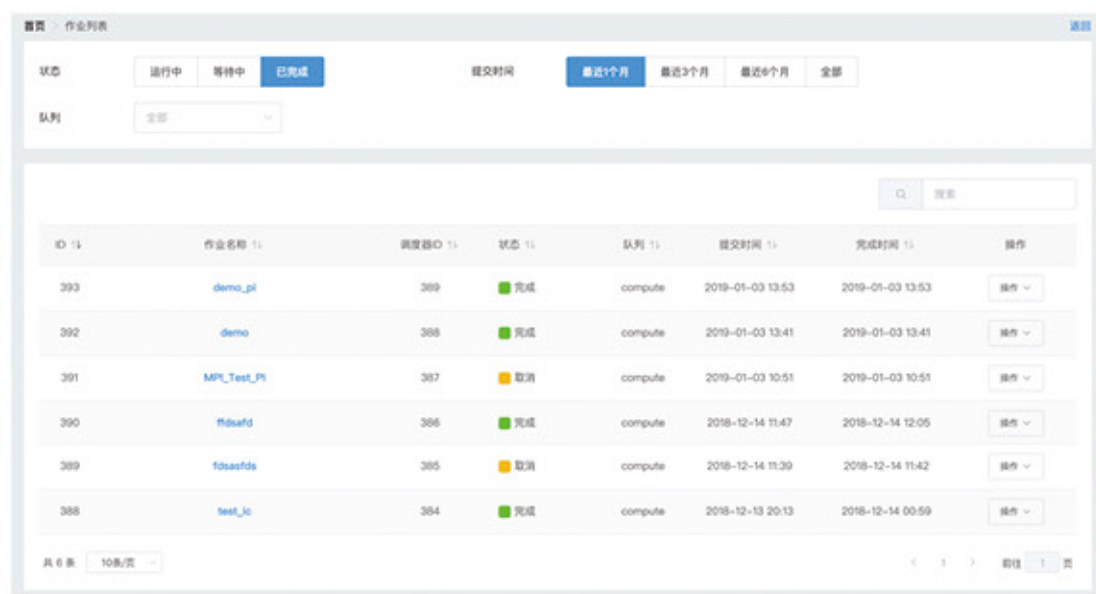 首页 > 作业列表 返回
状态 运行中 等待中 已完成 提交时间 最近1个月 最近3个月 最近6个月 全部
队列 全部
搜索
ID 作业名称 调度器ID 状态 队列 提交时间 完成时间 操作
393 demo_pi 389 完成 compute 2019-01-03 13:53 2019-01-03 13:53 操作
392 demo 388 完成 compute 2019-01-03 13:41 2019-01-03 13:41 操作
391 MPI_Test_PI 387 取消 compute 2019-01-03 10:51 2019-01-03 10:51 操作
390 ffdsafd 386 完成 compute 2018-12-14 11:47 2018-12-14 12:05 操作
389 fdsasfds 385 取消 compute 2018-12-14 11:39 2018-12-14 11:42 操作
388 test_ic 384 完成 compute 2018-12-13 20:13 2018-12-14 00:59 操作
共 6 条 10条/页 < 1 > 前往 1 页